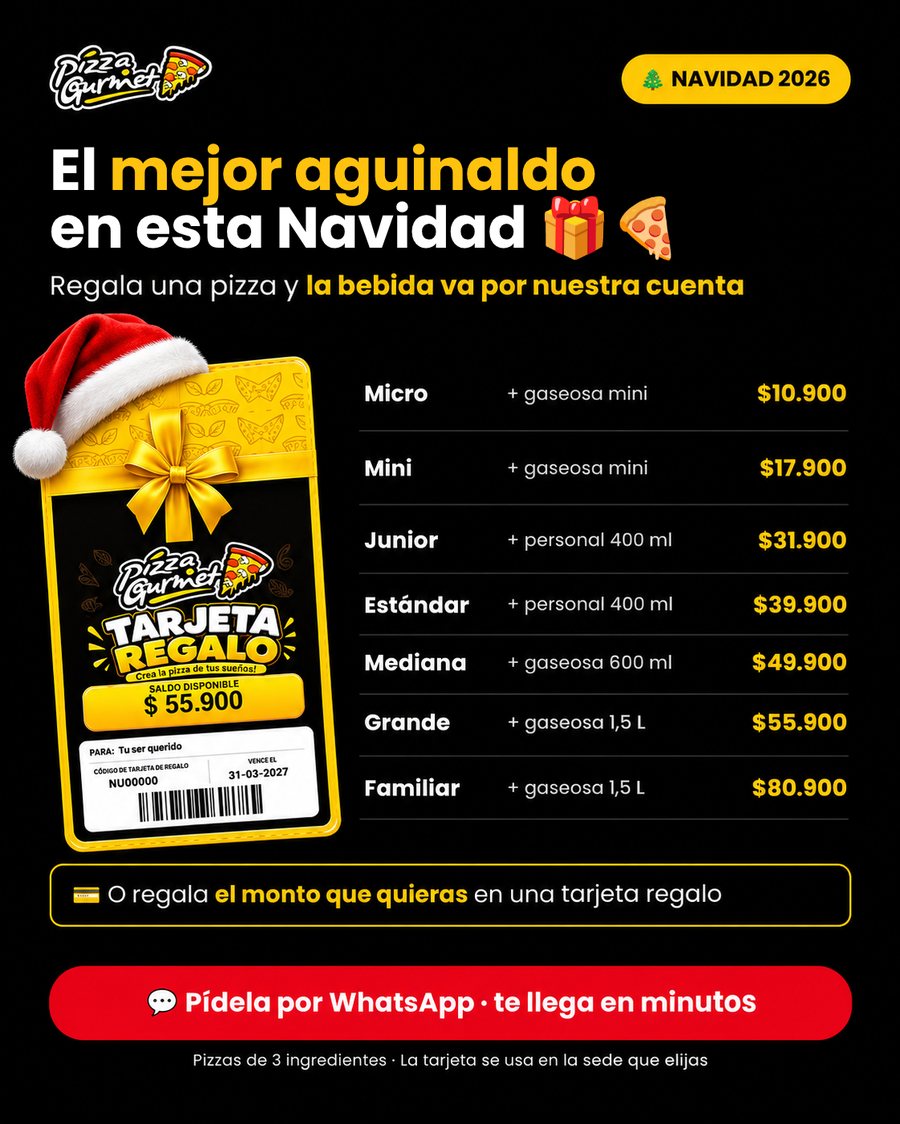 Pizza Gurmet
🎄 NAVIDAD 2026
El mejor aguinaldo
en esta Navidad 🎁 🍕
Regala una pizza y la bebida va por nuestra cuenta
Pizza Gurmet
TARJETA
REGALO
Crea la pizza de tus sueños!
SALDO DISPONIBLE
$ 55.900
PARA: Tu ser querido
CÓDIGO DE TARJETA DE REGALO
NU00000
VENCE EL
31-03-2027
Micro + gaseosa mini $10.900
Mini + gaseosa mini $17.900
Junior + personal 400 ml $31.900
Estándar + personal 400 ml $39.900
Mediana + gaseosa 600 ml $49.900
Grande + gaseosa 1,5 L $55.900
Familiar + gaseosa 1,5 L $80.900
💳 O regala el monto que quieras en una tarjeta regalo
💬 Pídela por WhatsApp · te llega en minutos
Pizzas de 3 ingredientes · La tarjeta se usa en la sede que elijas